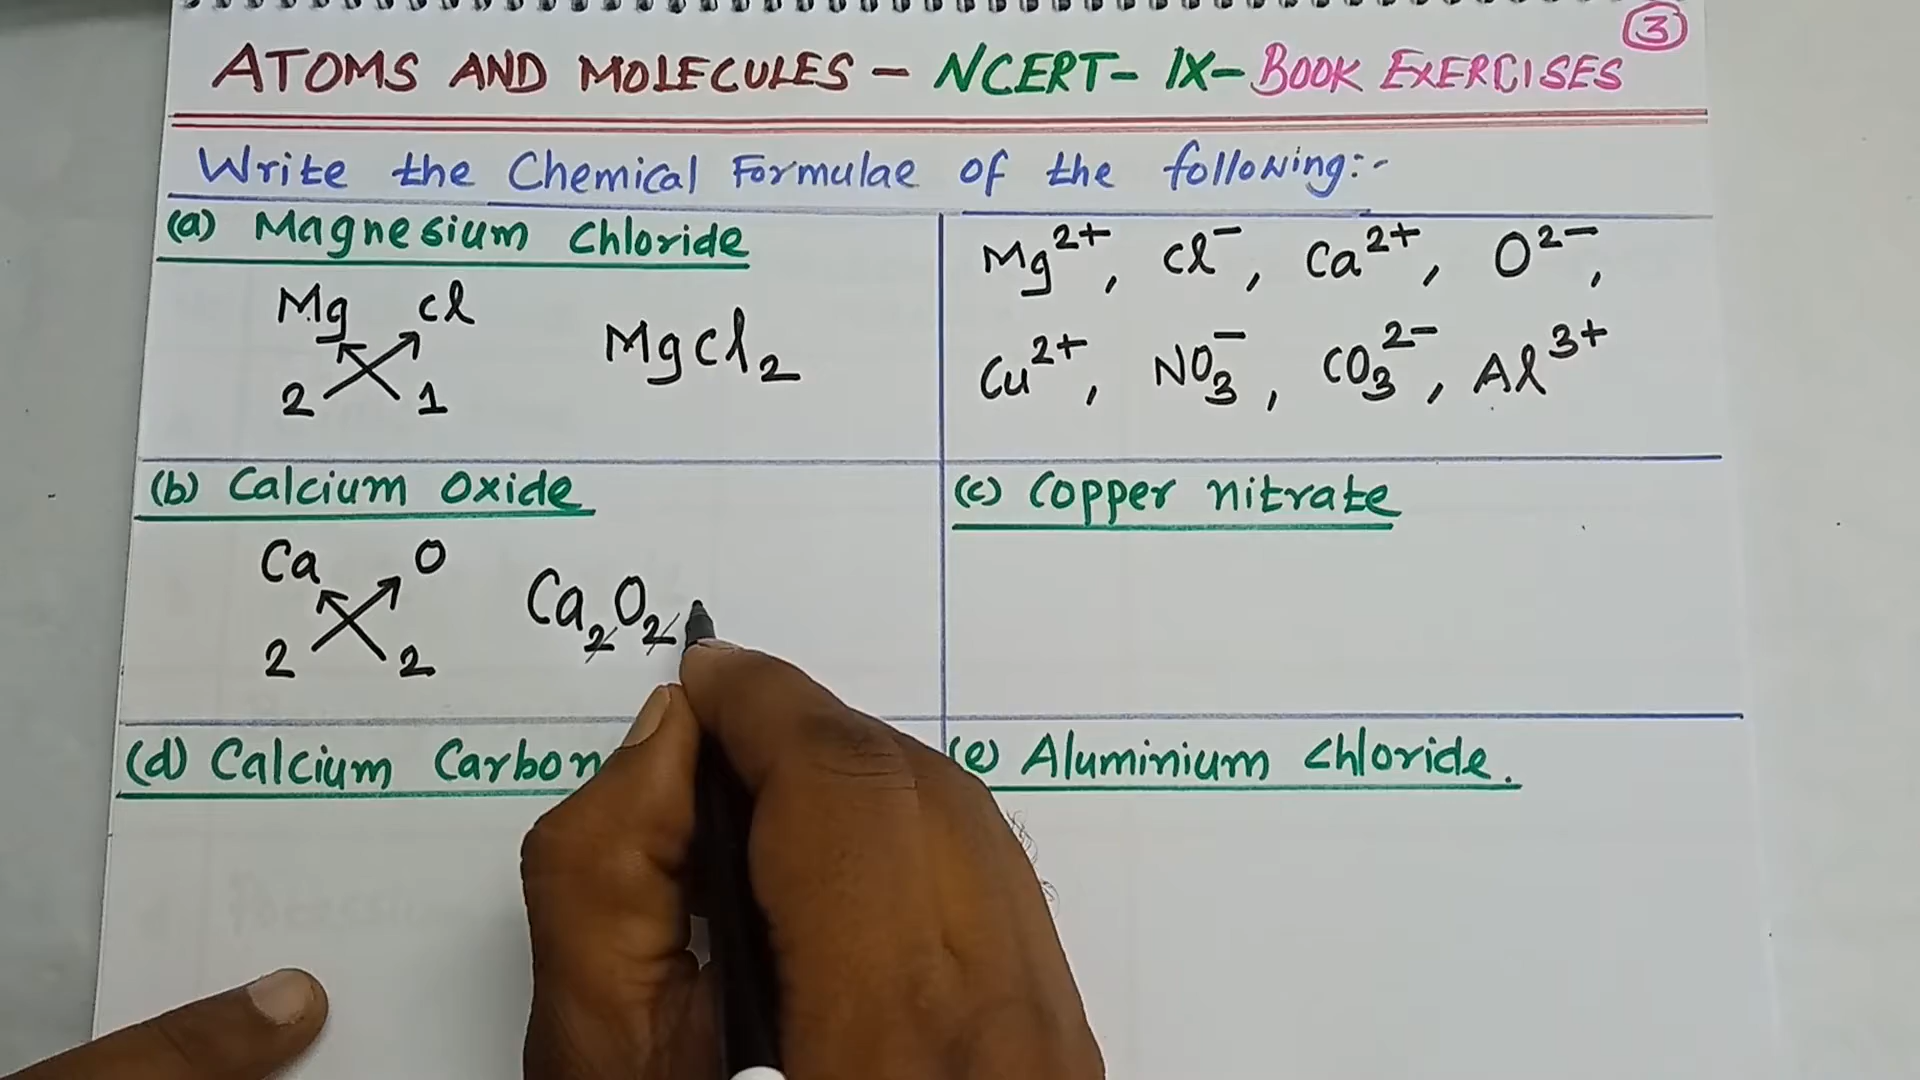 3
ATOMS AND MOLECULES - NCERT- IX- BOOK EXERCISES
Write the Chemical Formulae of the following:-
(a) Magnesium Chloride
Mg Cl
2 1
MgCl₂
Mg²⁺, Cl⁻, Ca²⁺, O²⁻,
Cu²⁺, NO₃⁻, CO₃²⁻, Al³⁺
(b) Calcium Oxide
Ca O
2 2
Ca₂O₂
(c) Copper nitrate
(d) Calcium Carbon
(e) Aluminium Chloride.